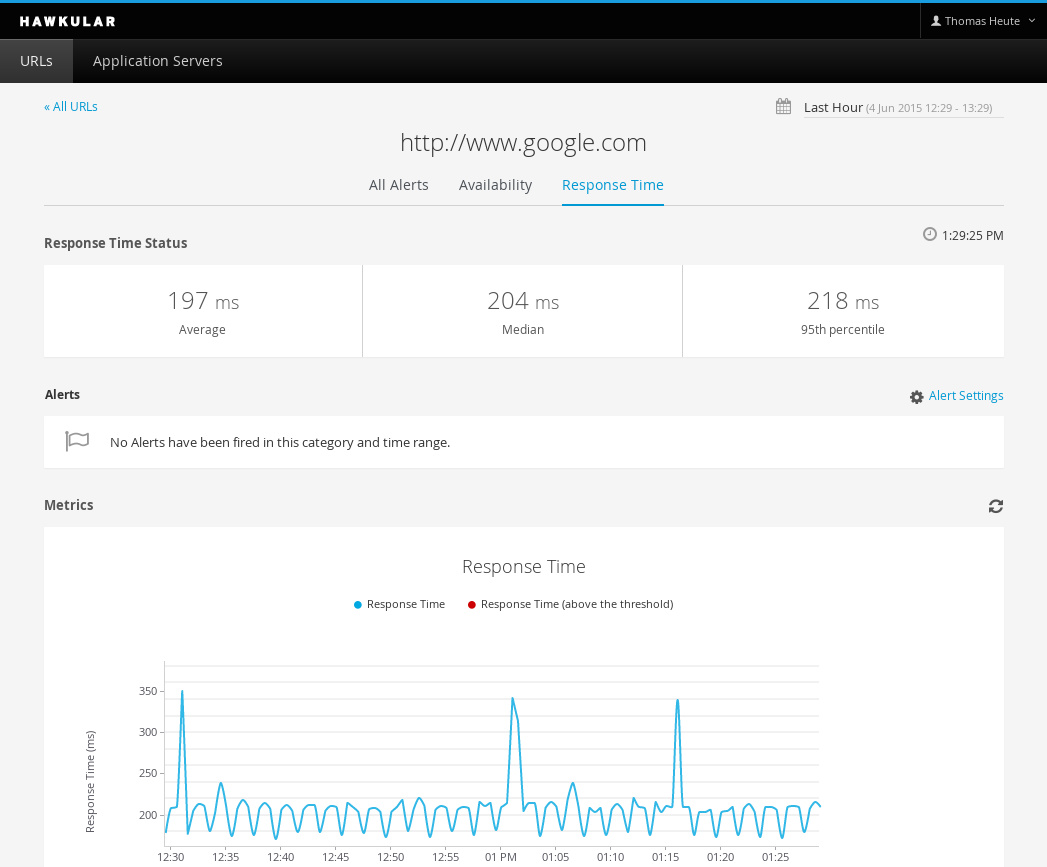 HAWKULAR
Thomas Heute
URLs Application Servers
« All URLs
Last Hour (4 Jun 2015 12:29 - 13:29)
http://www.google.com
All Alerts Availability Response Time
Response Time Status
1:29:25 PM
197 ms 204 ms 218 ms
Average Median 95th percentile
Alerts
Alert Settings
No Alerts have been fired in this category and time range.
Metrics
Response Time
Response Time Response Time (above the threshold)
Response Time (ms)
350
300
250
200
12:30 12:35 12:40 12:45 12:50 12:55 01 PM 01:05 01:10 01:15 01:20 01:25